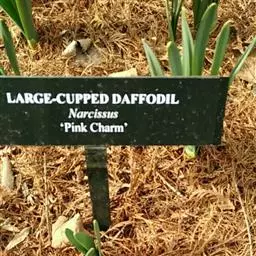 LARGE-CUPPED DAFFODIL
Narcissus
‘Pink Charm’